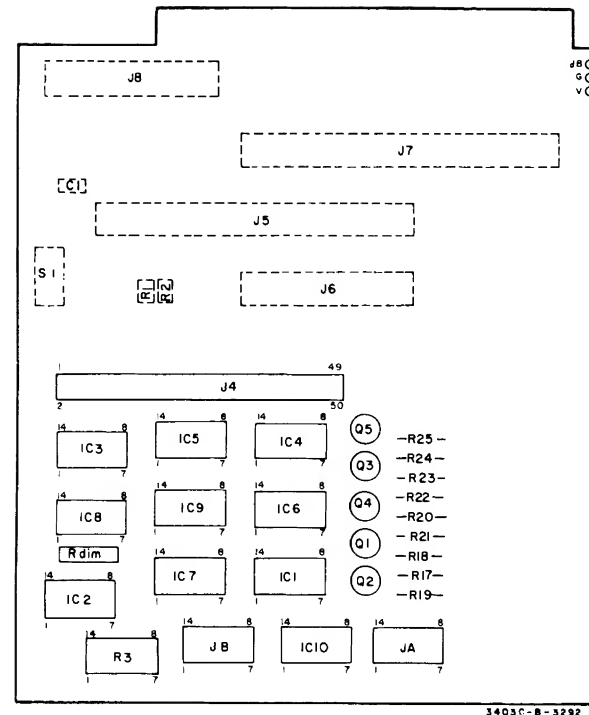 J8
dB
G
V
J7
C1
J5
S1
R1
R2
J6
1 49
J4
2 50
14 8 14 8 14 8
IC3 IC5 IC4
1 7 1 7 1 7
Q5
Q3
Q4
Q1
Q2
-R25-
-R24-
-R23-
-R22-
-R20-
-R21-
-R18-
-R17-
-R19-
14 8 14 8 14 8
IC8 IC9 IC6
1 7 1 7 1 7
Rdim
14 8 14 8 14 8
IC2 IC7 IC1
1 7 1 7 1 7
14 8 14 8 14 8 14 8
R3 JB IC10 JA
1 7 1 7 1 7 1 7
3403C-B-3292